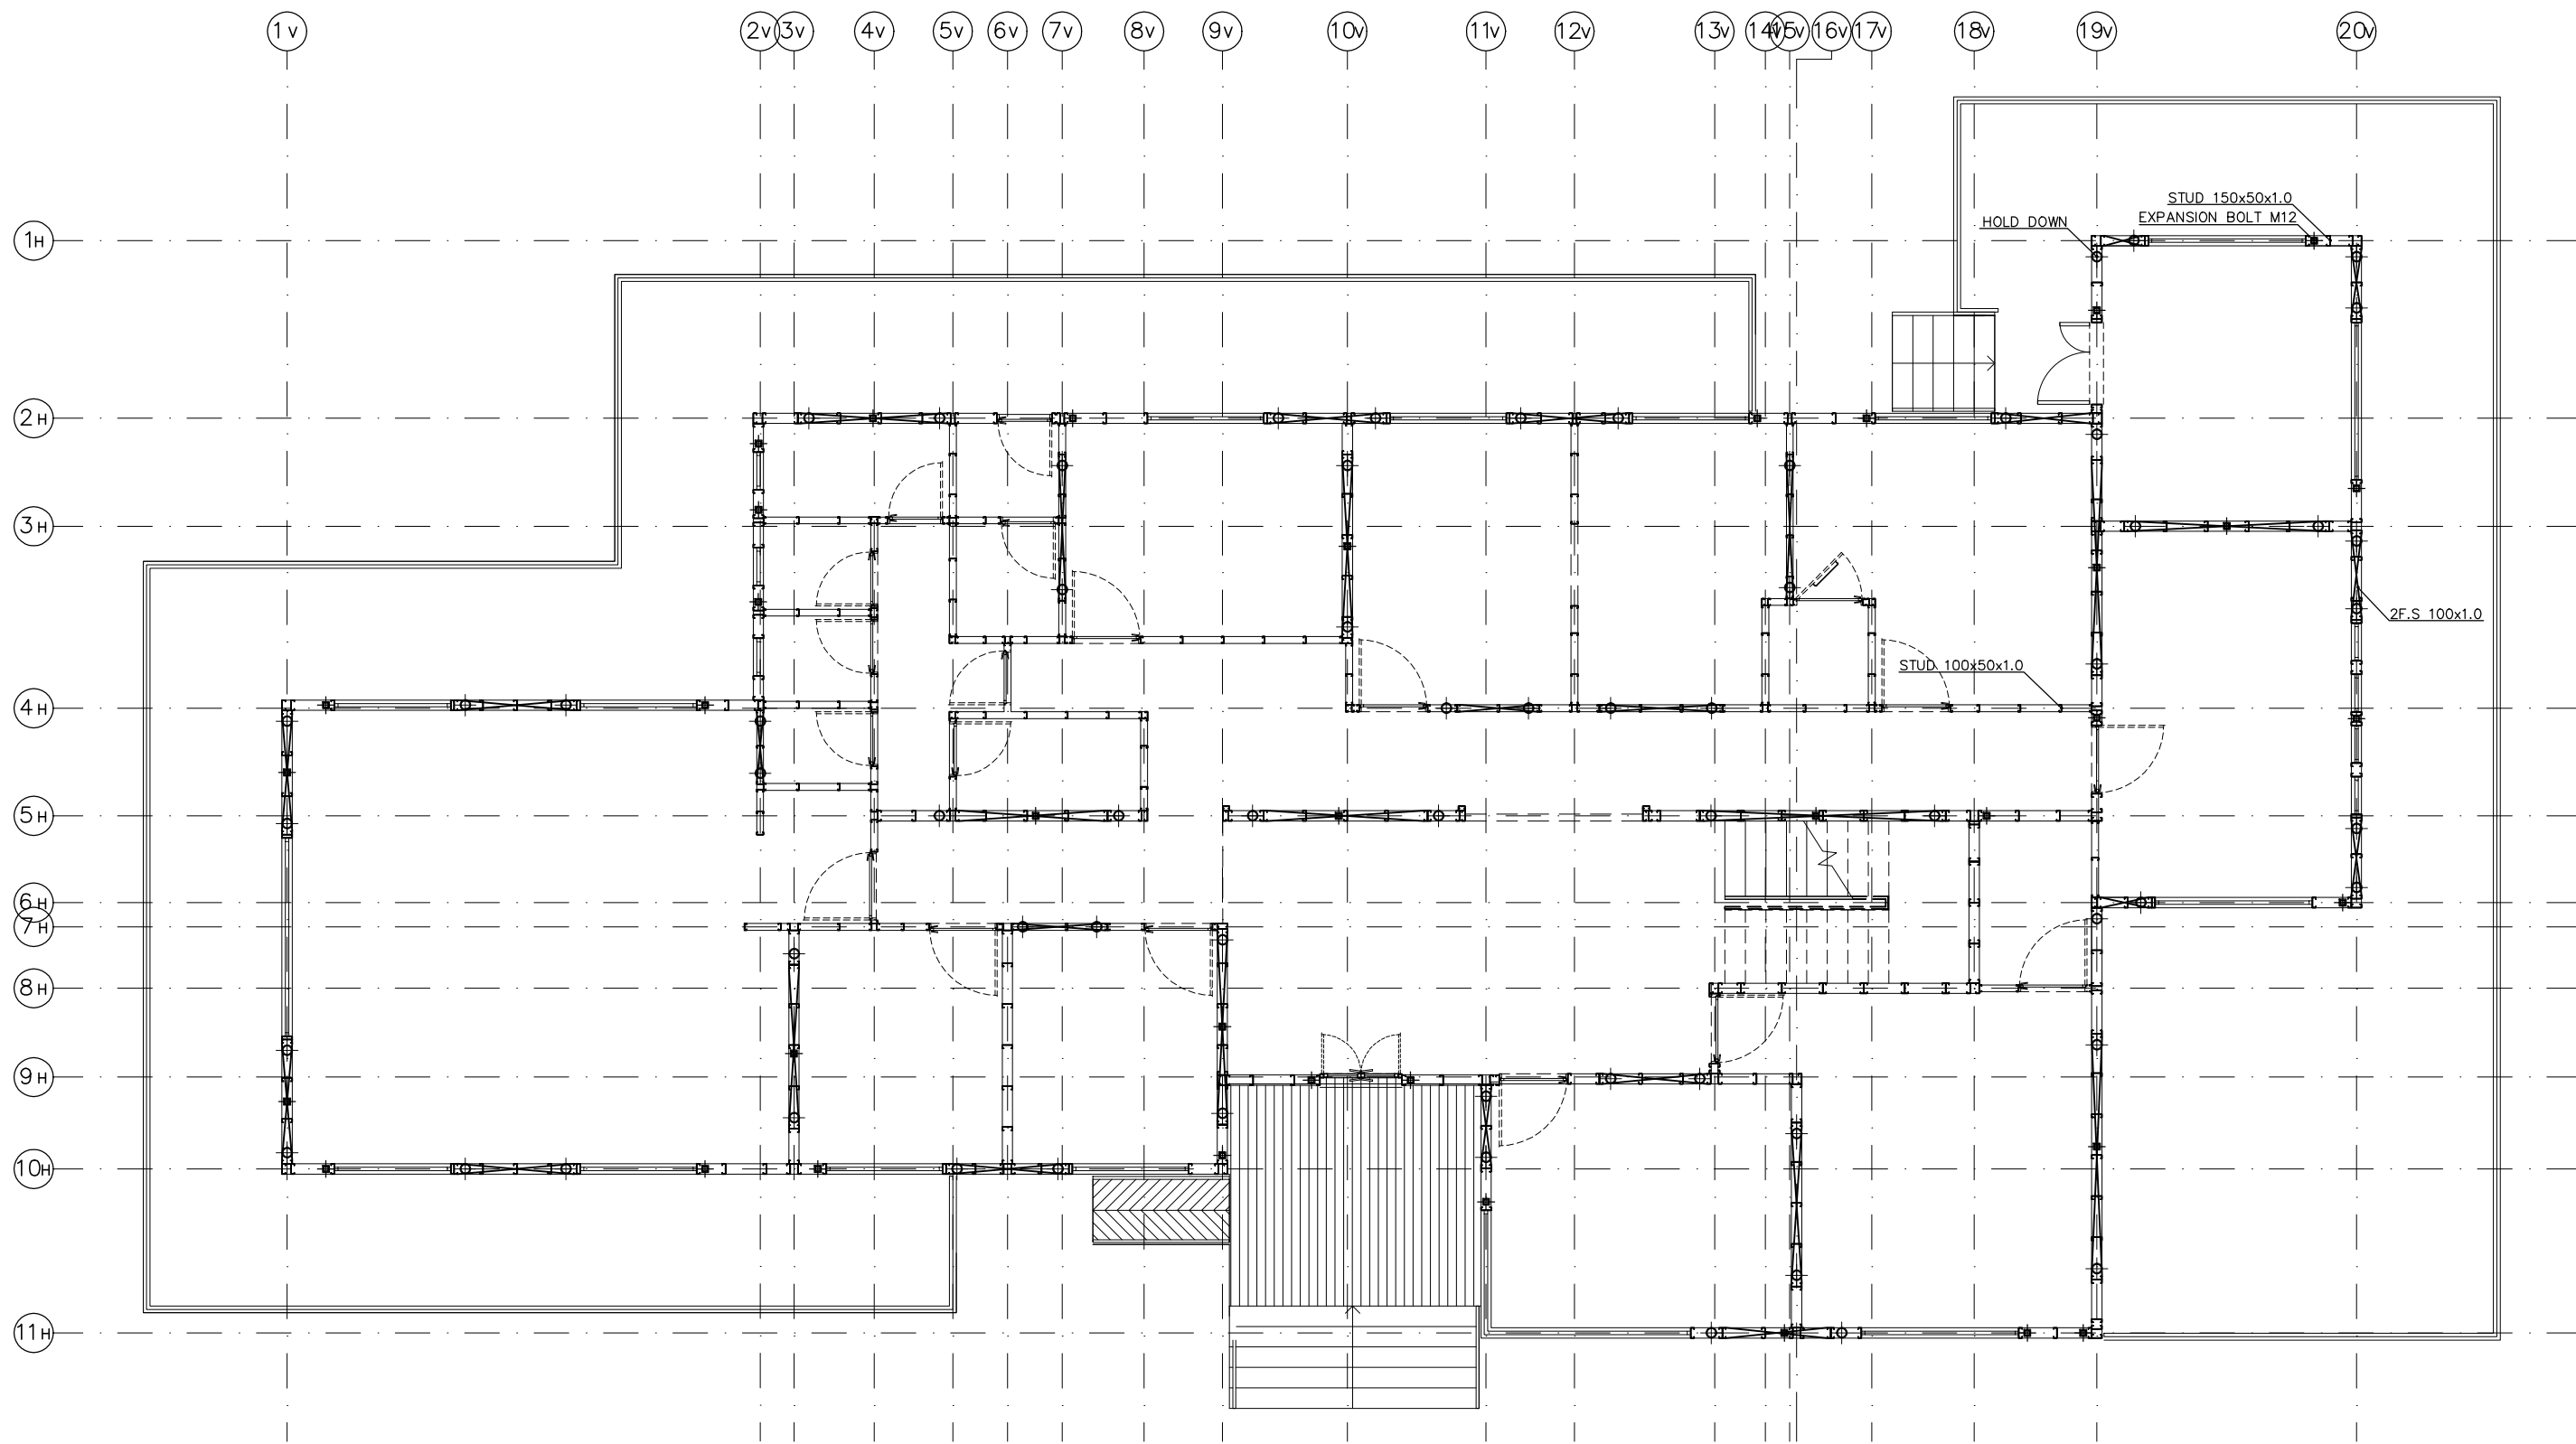 1V 2V 3V 4V 5V 6V 7V 8V 9V 10V 11V 12V 13V 14V 15V 16V 17V 18V 19V 20V
STUD 150x50x1.0
HOLD DOWN
EXPANSION BOLT M12
1H
2H
3H
2F.S 100x1.0
STUD 100x50x1.0
4H
5H
6H
7H
8H
9H
10H
11H